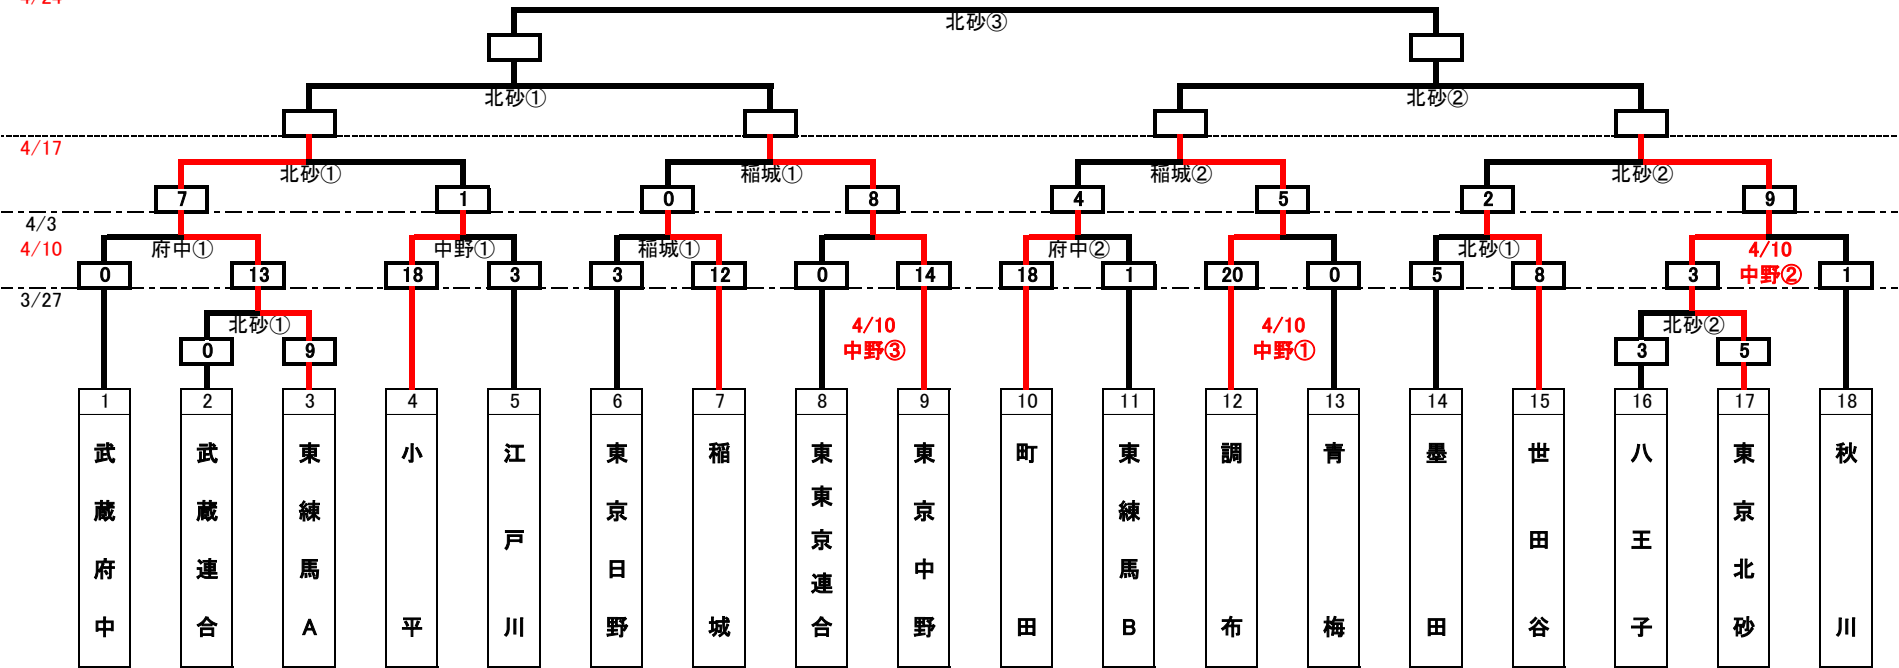 4/24
北砂③
北砂①
北砂②
4/17
北砂①
稲城①
稲城②
北砂②
7
1
0
8
4
5
2
9
4/3
4/10
府中①
中野①
稲城①
府中②
北砂①
4/10
中野②
0
13
18
3
3
12
0
14
18
1
20
0
5
8
3
1
3/27
北砂①
4/10
中野③
4/10
中野①
北砂②
0
9
3
5
1
2
3
4
5
6
7
8
9
10
11
12
13
14
15
16
17
18
武蔵府中
武蔵連合
東練馬A
小平
江戸川
東京日野
稲城
東東京連合
東京中野
町田
東練馬B
調布
青梅
墨田
世田谷
八王子
東京北砂
秋川